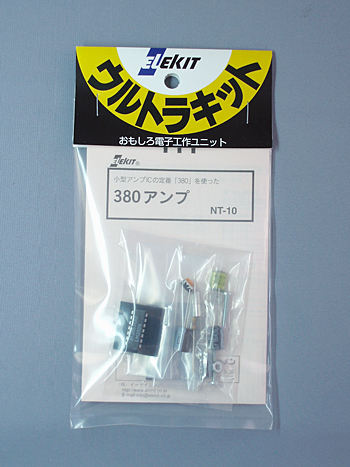 ELEKIT
ウルトラキット
おもしろ電子工作ユニット
ELEKIT®
小型アンプICの定番「380」を使った
380アンプ
NT-10